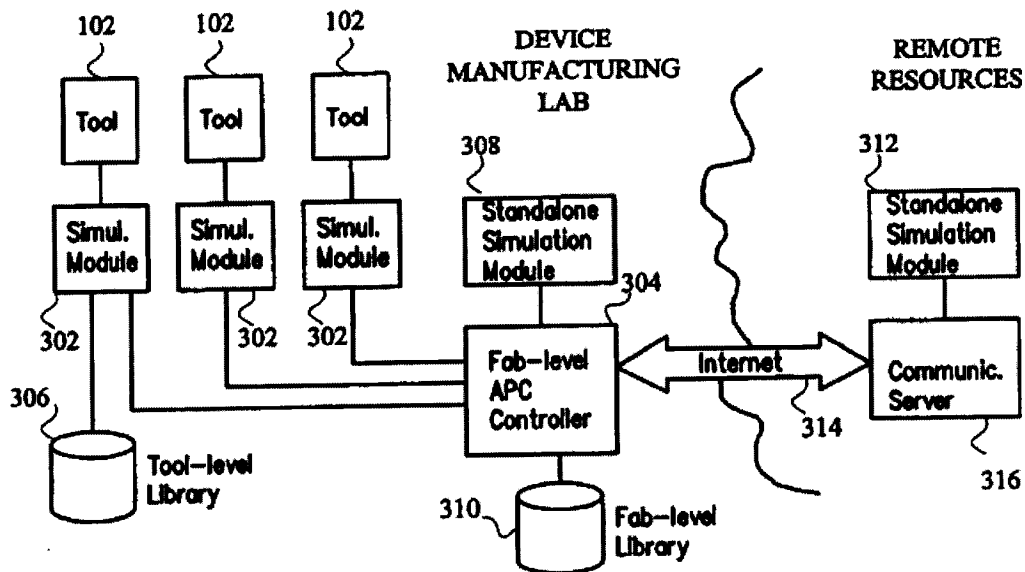 102
102
102
DEVICE
MANUFACTURING
LAB
REMOTE
RESOURCES
Tool
Tool
Tool
308
312
Simul.
Module
Simul.
Module
Simul.
Module
Standalone
Simulation
Module
Standalone
Simulation
Module
302
302
302
304
Fab-level
APC
Controller
Internet
314
Communic.
Server
316
306
Tool-level
Library
310
Fab-level
Library